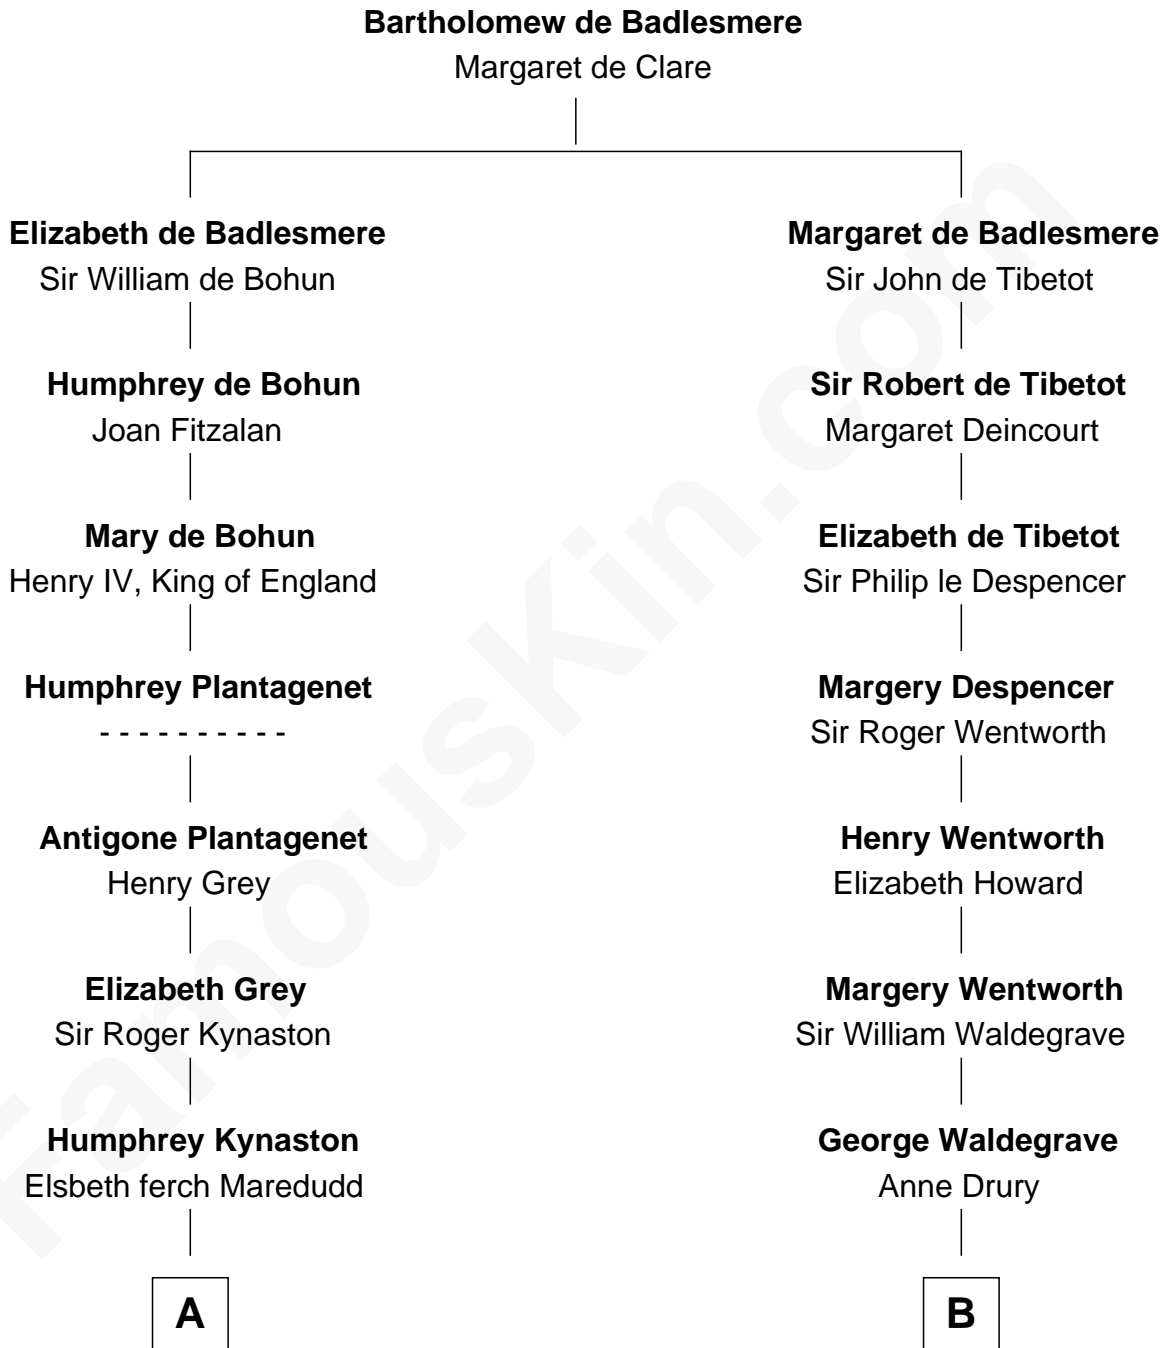 Bartholomew de Badlesmere
Margaret de Clare
Elizabeth de Badlesmere
Sir William de Bohun
Margaret de Badlesmere
Sir John de Tibetot
Humphrey de Bohun
Joan Fitzalan
Sir Robert de Tibetot
Margaret Deincourt
Mary de Bohun
Henry IV, King of England
Elizabeth de Tibetot
Sir Philip le Despencer
Humphrey Plantagenet
- - - - - - - - - -
Margery Despencer
Sir Roger Wentworth
Antigone Plantagenet
Henry Grey
Henry Wentworth
Elizabeth Howard
Elizabeth Grey
Sir Roger Kynaston
Margery Wentworth
Sir William Waldegrave
Humphrey Kynaston
Elsbeth ferch Maredudd
George Waldegrave
Anne Drury
A
B
FamousKin.com